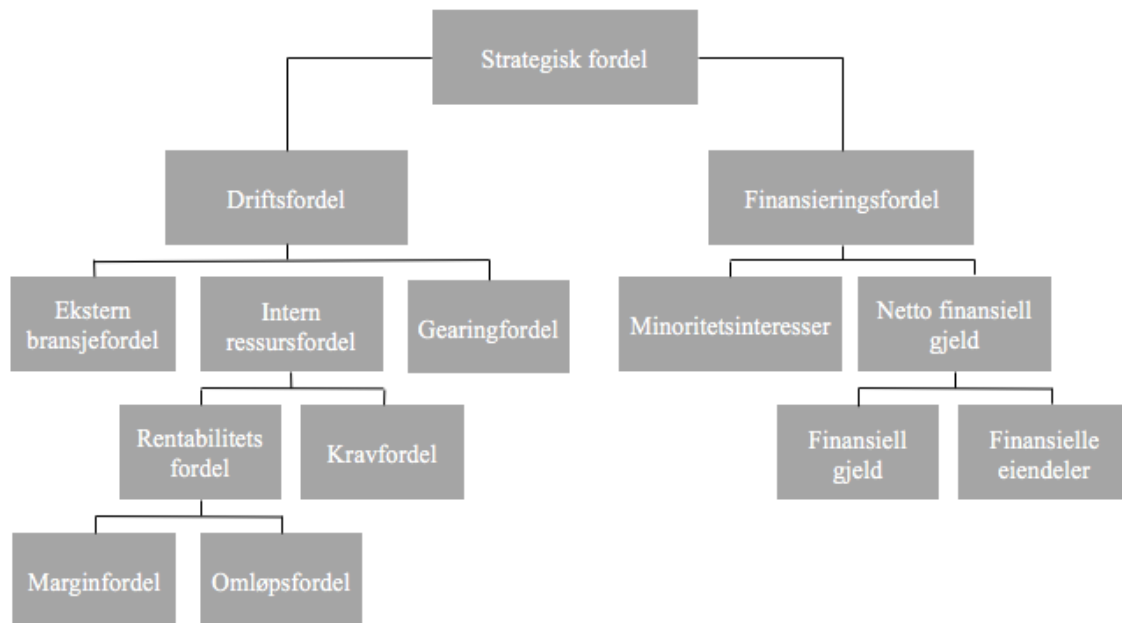 Strategisk fordel
Driftsfordel
Finansieringsfordel
Ekstern
bransjefordel
Intern
ressursfordel
Gearingfordel
Minoritetsinteresser
Netto finansiell
gjeld
Rentabilitets
fordel
Kravfordel
Finansiell
gjeld
Finansielle
eiendeler
Marginfordel
Omløpsfordel